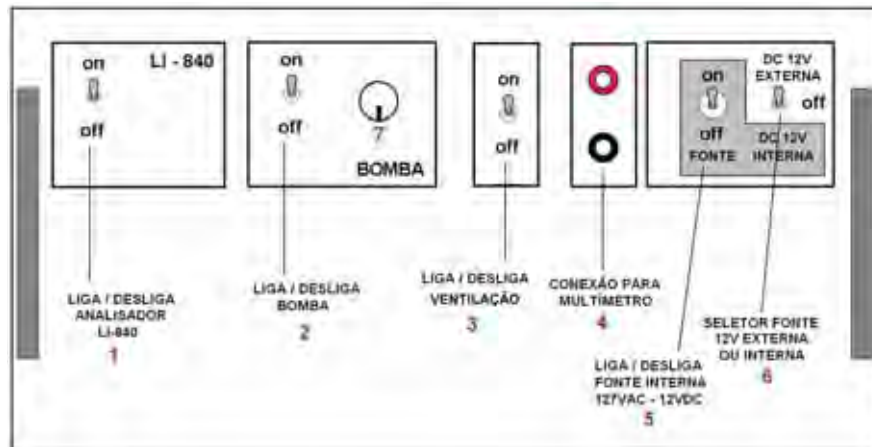 on
LI - 840
off
on
off
7
BOMBA
on
off
on
off
FONTE
DC 12V
EXTERNA
off
DC 12V
INTERNA
LIGA / DESLIGA
ANALISADOR
LI-840
1
LIGA / DESLIGA
BOMBA
2
LIGA / DESLIGA
VENTILAÇÃO
3
CONEXÃO PARA
MULTÍMETRO
4
LIGA / DESLIGA
FONTE INTERNA
127VAC - 12VDC
5
SELETOR FONTE
12V EXTERNA
OU INTERNA
6